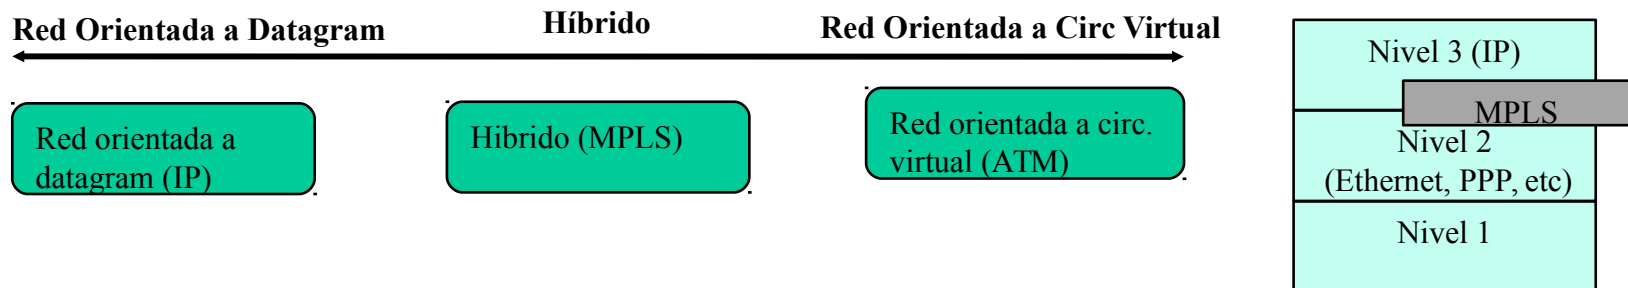 Red Orientada a Datagram
Híbrido
Red Orientada a Circ Virtual
Red orientada a
datagram (IP)
Hibrido (MPLS)
Red orientada a circ.
virtual (ATM)
Nivel 3 (IP)
MPLS
Nivel 2
(Ethernet, PPP, etc)
Nivel 1